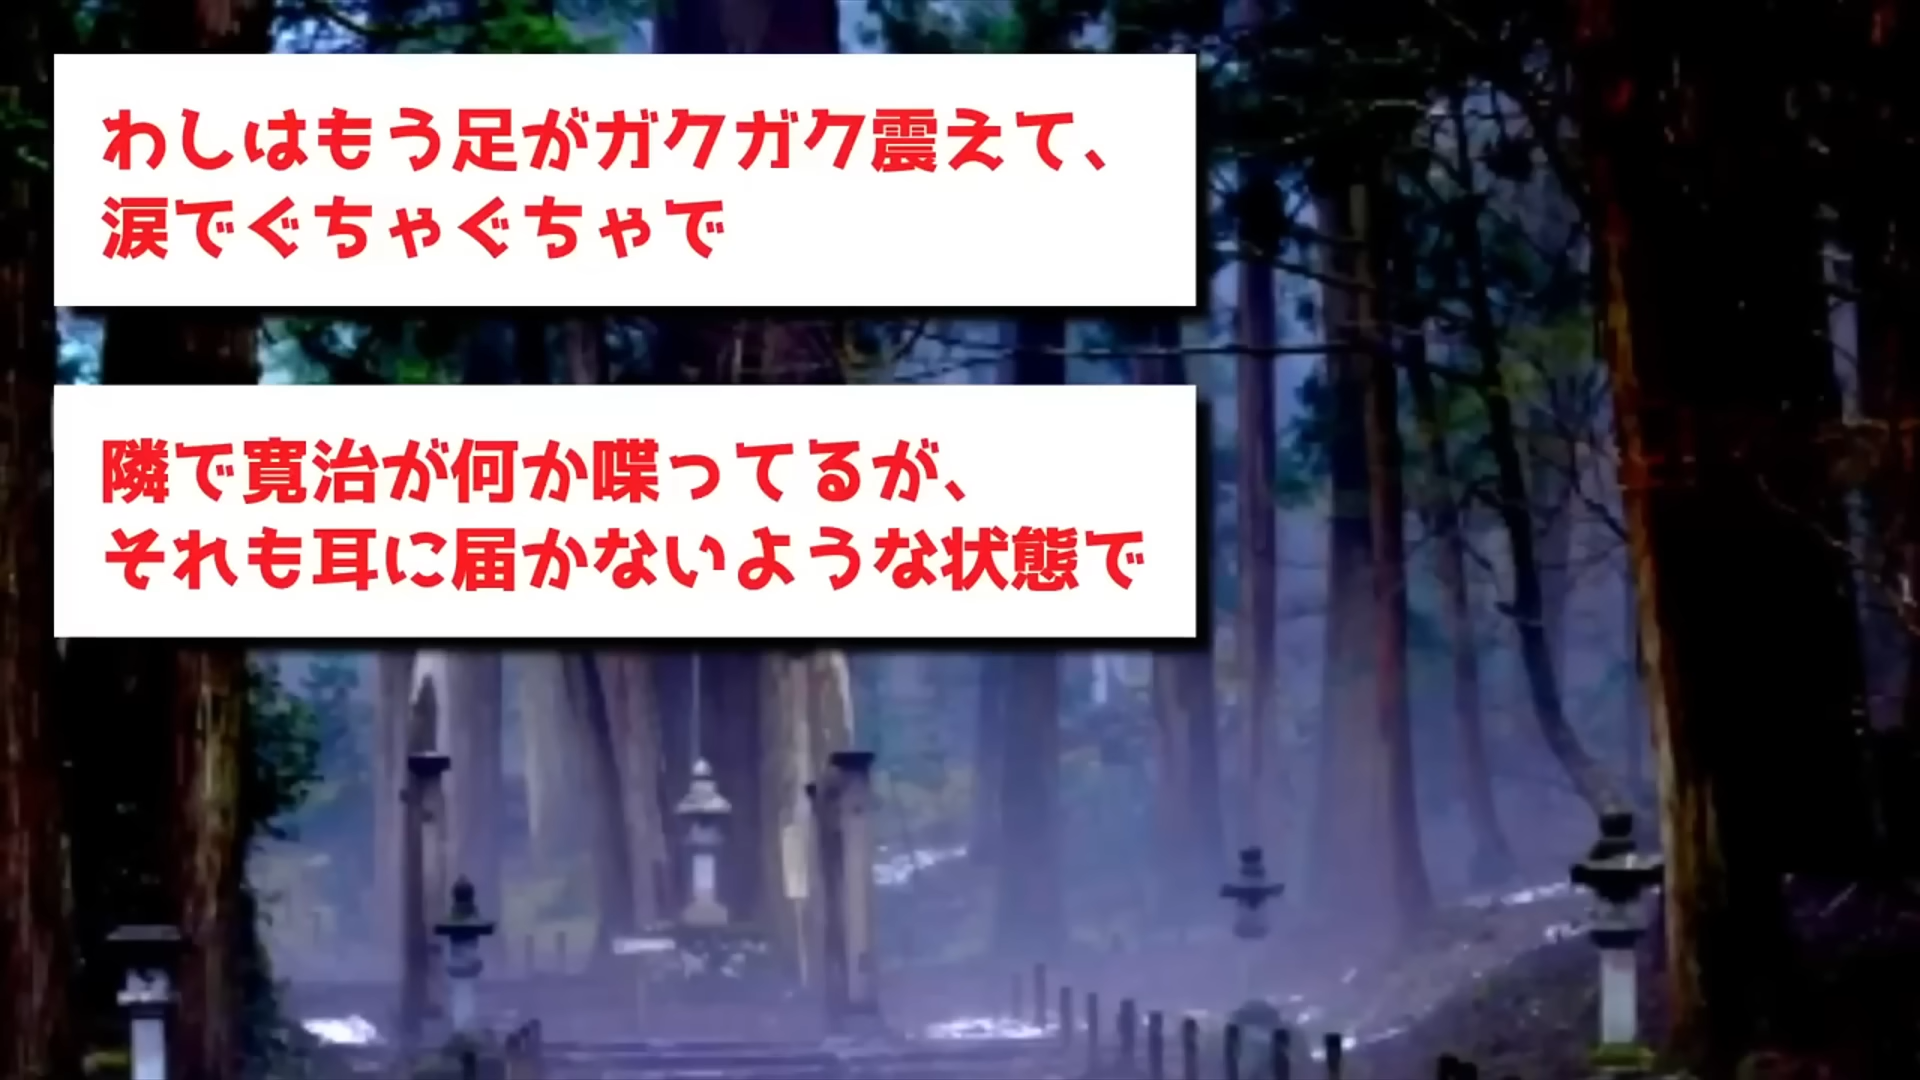 わしはもう足がガクガク震えて、
涙でぐちゃぐちゃで
隣で寛治が何か喋ってるが、
それも耳に届かないような状態で